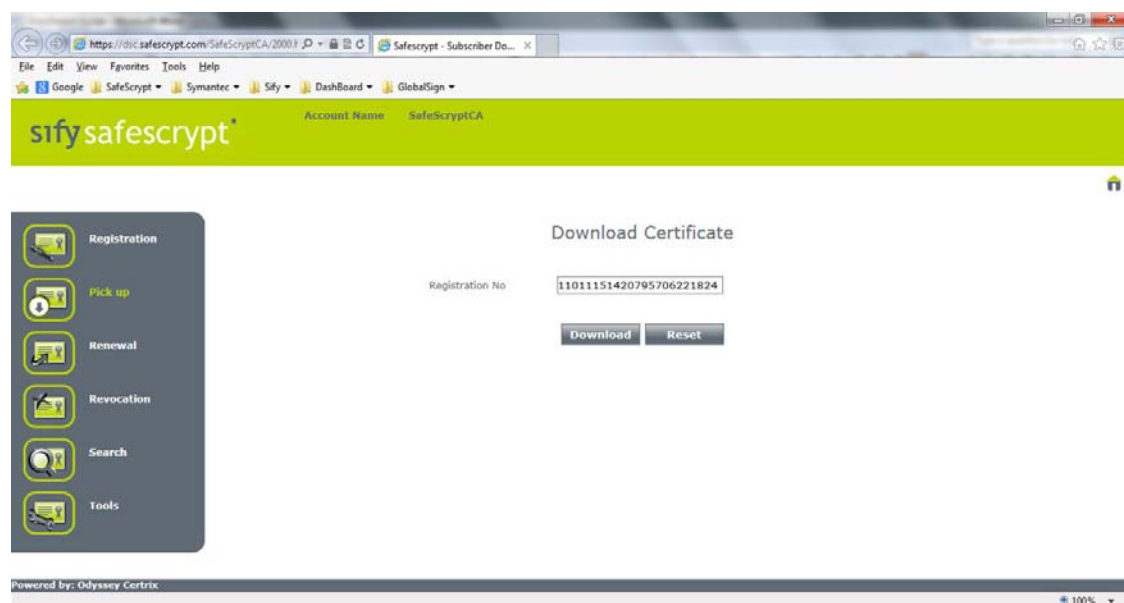 https://dsc.safescrypt.com/SafeScryptCA/2000.h
Safescrypt - Subscriber Do...
File Edit View Favorites Tools Help
Google SafeScrypt Symantec Sify DashBoard GlobalSign
sify safescrypt
Account Name SafeScryptCA
Download Certificate
Registration No 11011151420795706221824
Download Reset
Registration
Pick up
Renewal
Revocation
Search
Tools
Powered by: Odyssey Certrix
100%